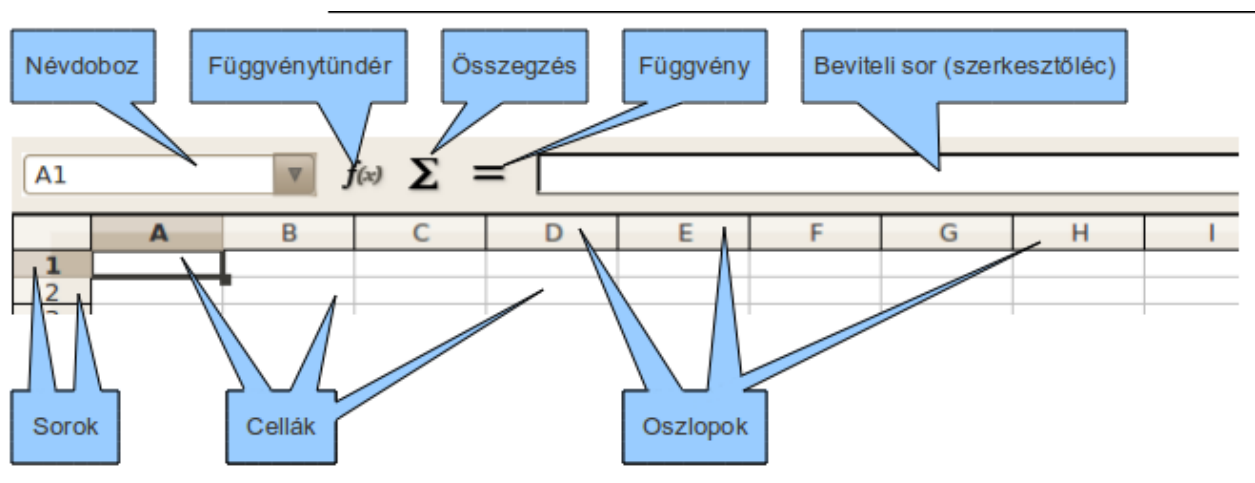 Névdoboz Függvénytündér Összegzés Függvény Beviteli sor (szerkesztőléc)
A1 f(x) Σ =
A B C D E F G H I
1
2
Sorok Cellák Oszlopok